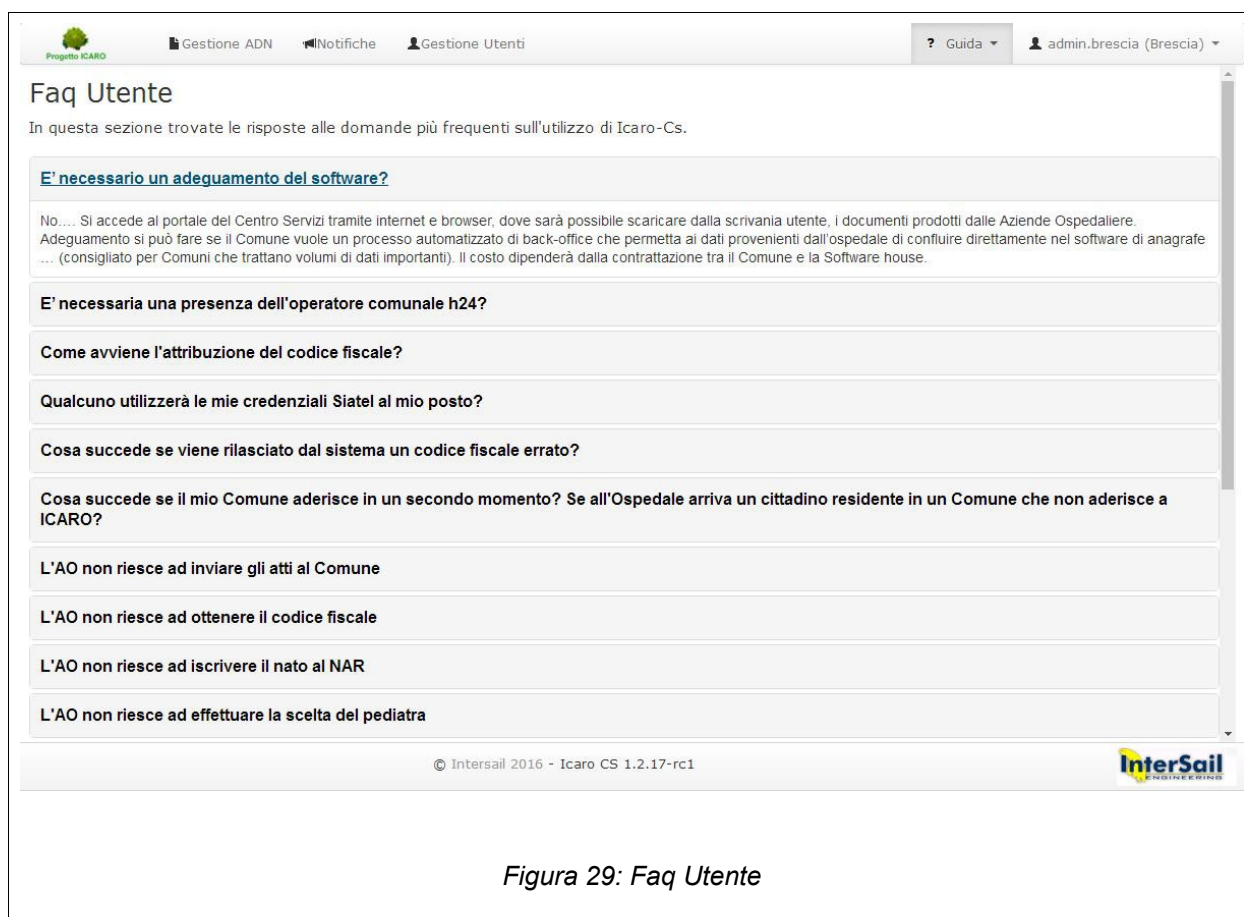 Progetto ICARO
Gestione ADN
Notifiche
Gestione Utenti
? Guida
admin.brescia (Brescia)
Faq Utente
In questa sezione trovate le risposte alle domande più frequenti sull'utilizzo di Icaro-Cs.
E' necessario un adeguamento del software?
No.... Si accede al portale del Centro Servizi tramite internet e browser, dove sarà possibile scaricare dalla scrivania utente, i documenti prodotti dalle Aziende Ospedaliere.
Adeguamento si può fare se il Comune vuole un processo automatizzato di back-office che permetta ai dati provenienti dall'ospedale di confluire direttamente nel software di anagrafe
... (consigliato per Comuni che trattano volumi di dati importanti). Il costo dipenderà dalla contrattazione tra il Comune e la Software house.
E' necessaria una presenza dell'operatore comunale h24?
Come avviene l'attribuzione del codice fiscale?
Qualcuno utilizzerà le mie credenziali Siatel al mio posto?
Cosa succede se viene rilasciato dal sistema un codice fiscale errato?
Cosa succede se il mio Comune aderisce in un secondo momento? Se all'Ospedale arriva un cittadino residente in un Comune che non aderisce a
ICARO?
L'AO non riesce ad inviare gli atti al Comune
L'AO non riesce ad ottenere il codice fiscale
L'AO non riesce ad iscrivere il nato al NAR
L'AO non riesce ad effettuare la scelta del pediatra
© Intersail 2016 - Icaro CS 1.2.17-rc1
InterSail
ENGINEERING
Figura 29: Faq Utente